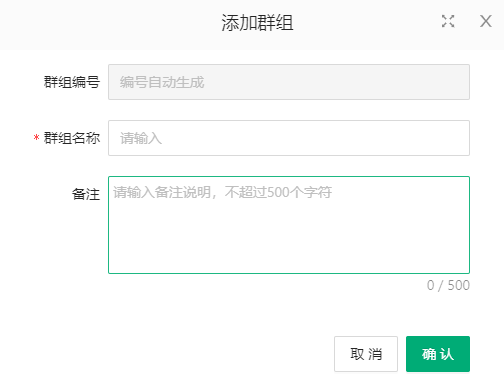 添加群组
群组编号 编号自动生成
* 群组名称 请输入
备注 请输入备注说明，不超过500个字符
0 / 500
取 消 确 认